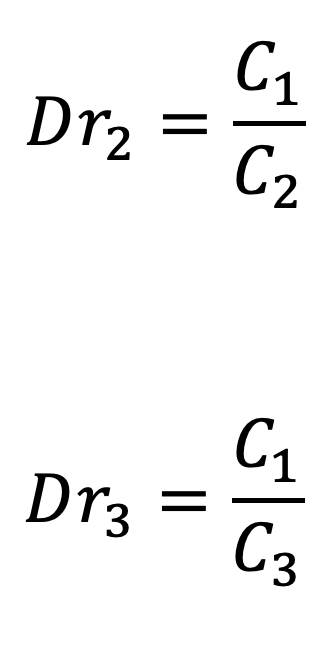 Dr₂ = C₁/C₂
Dr₃ = C₁/C₃